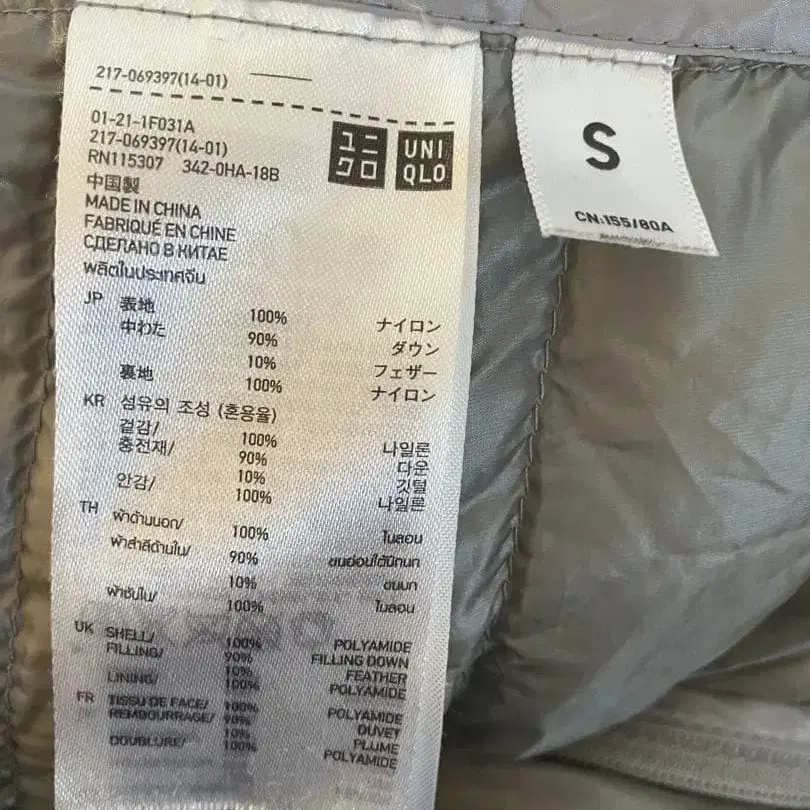 217-069397(14-01)
01-21-1F031A
217-069397(14-01)
RN115307 342-0HA-18B
ユニクロ
UNIQLO
中国製
MADE IN CHINA
FABRIQUÉ EN CHINE
СДЕЛАНО В КИТАЕ
ผลิตในประเทศจีน
JP 表地 100% ナイロン
中わた 90% ダウン
10% フェザー
裏地 100% ナイロン
KR 섬유의 조성 (혼용율)
겉감/ 100% 나일론
충전재/ 90% 다운
10% 깃털
안감/ 100% 나일론
TH ผ้าด้านนอก/ 100% ไนลอน
ผ้าสำลีด้านใน/ 90% ขนอ่อนใต้ปีกนก
10% ขนนก
ผ้าซับใน/ 100% ไนลอน
UK SHELL/ 100% POLYAMIDE
FILLING/ 90% FILLING DOWN
10% FEATHER
LINING/ 100% POLYAMIDE
FR TISSU DE FACE/ 100% POLYAMIDE
REMBOURRAGE/ 90% DUVET
10% PLUME
DOUBLURE/ 100% POLYAMIDE
S
CN:155/80A